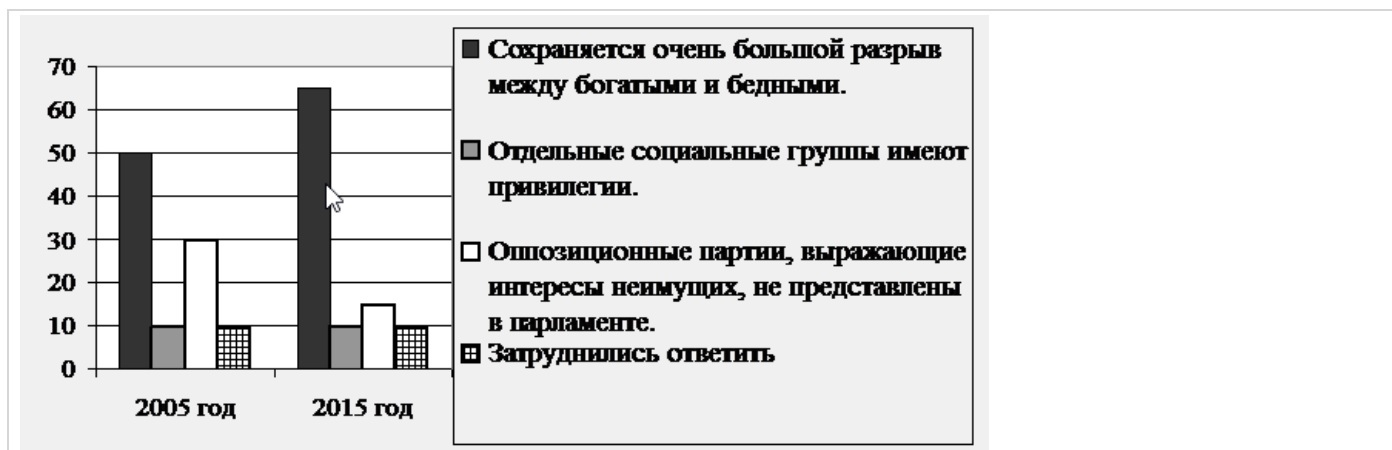 70
60
50
40
30
20
10
0
2005 год
2015 год
Сохраняется очень большой разрыв
между богатыми и бедными.
Отдельные социальные группы имеют
привилегии.
Оппозиционные партии, выражающие
интересы неимущих, не представлены
в парламенте.
Затруднились ответить